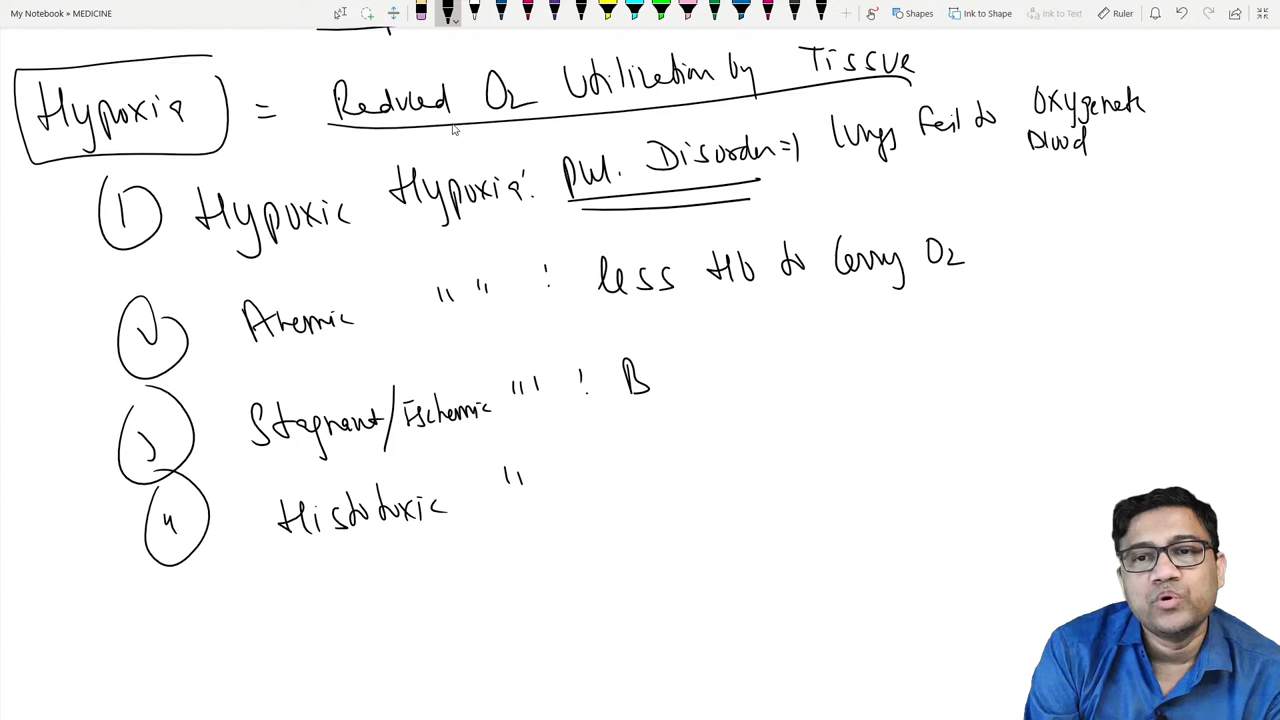 My Notebook » MEDICINE
Shapes Ink to Shape Ink to Text Ruler
Hypoxia = Reduced O2 Utilization by Tissue
1 Hypoxic Hypoxia: Pul. Disorder => lungs fail to Oxygenate Blood
2 Anemic " " : less Hb to Carry O2
3 Stagnant/Ischemic " " : B
4 Histotoxic "